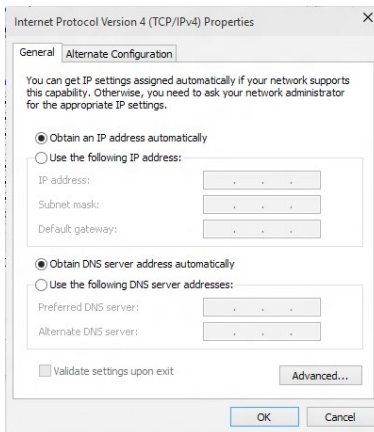 Internet Protocol Version 4 (TCP/IPv4) Properties
General
Alternate Configuration
You can get IP settings assigned automatically if your network supports
this capability. Otherwise, you need to ask your network administrator
for the appropriate IP settings.
Obtain an IP address automatically
Use the following IP address:
IP address:
Subnet mask:
Default gateway:
Obtain DNS server address automatically
Use the following DNS server addresses:
Preferred DNS server:
Alternate DNS server:
Validate settings upon exit
Advanced...
OK
Cancel